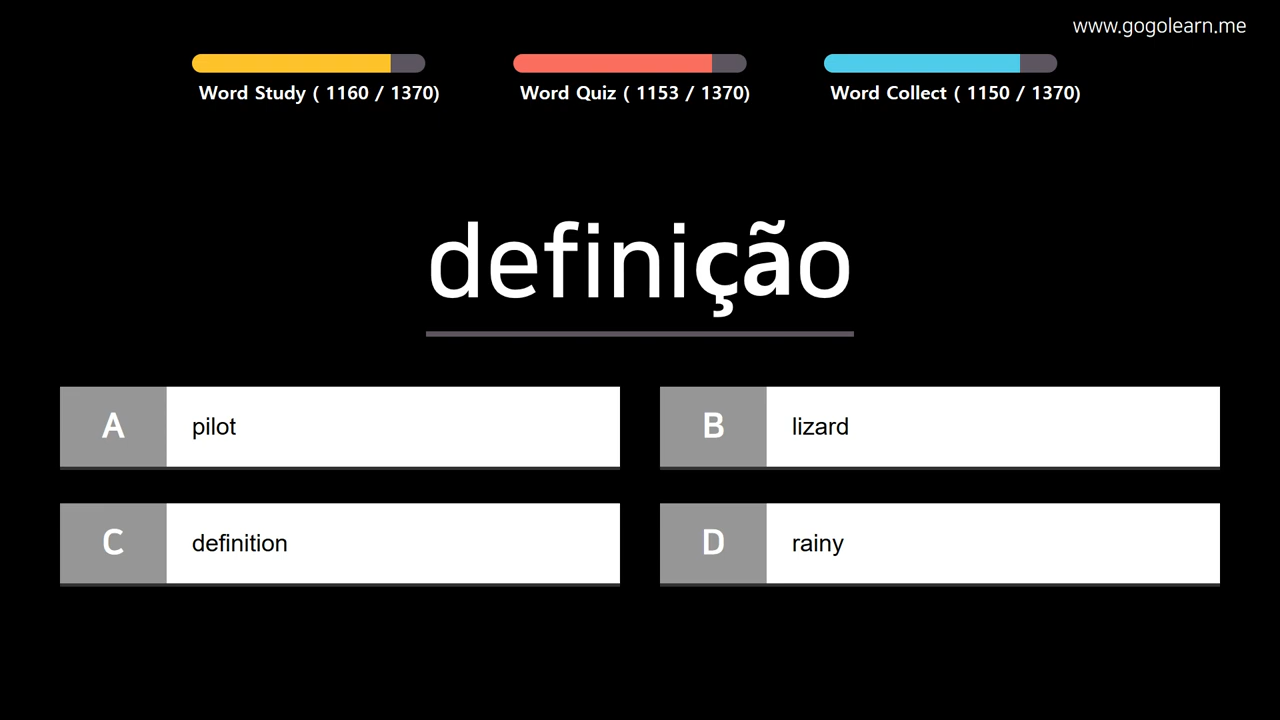 www.gogolearn.me
Word Study ( 1160 / 1370)
Word Quiz ( 1153 / 1370)
Word Collect ( 1150 / 1370)
definição
A pilot
B lizard
C definition
D rainy